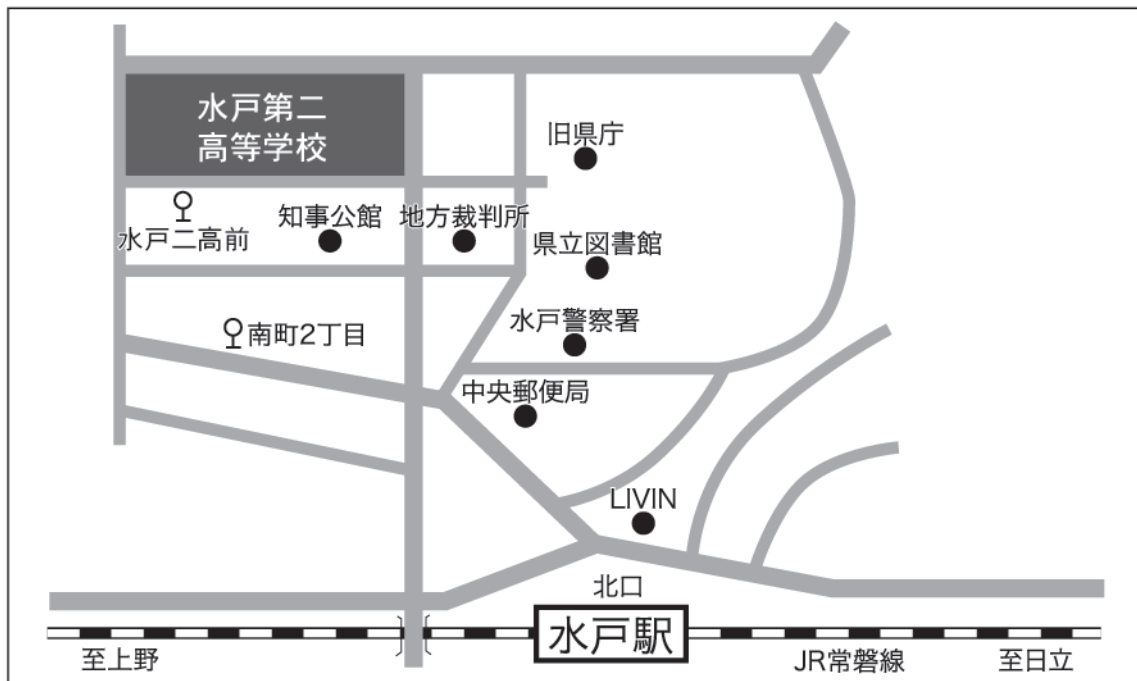 水戸第二
高等学校
旧県庁
水戸二高前
知事公館
地方裁判所
県立図書館
南町2丁目
水戸警察署
中央郵便局
LIVIN
北口
水戸駅
至上野
JR常磐線
至日立